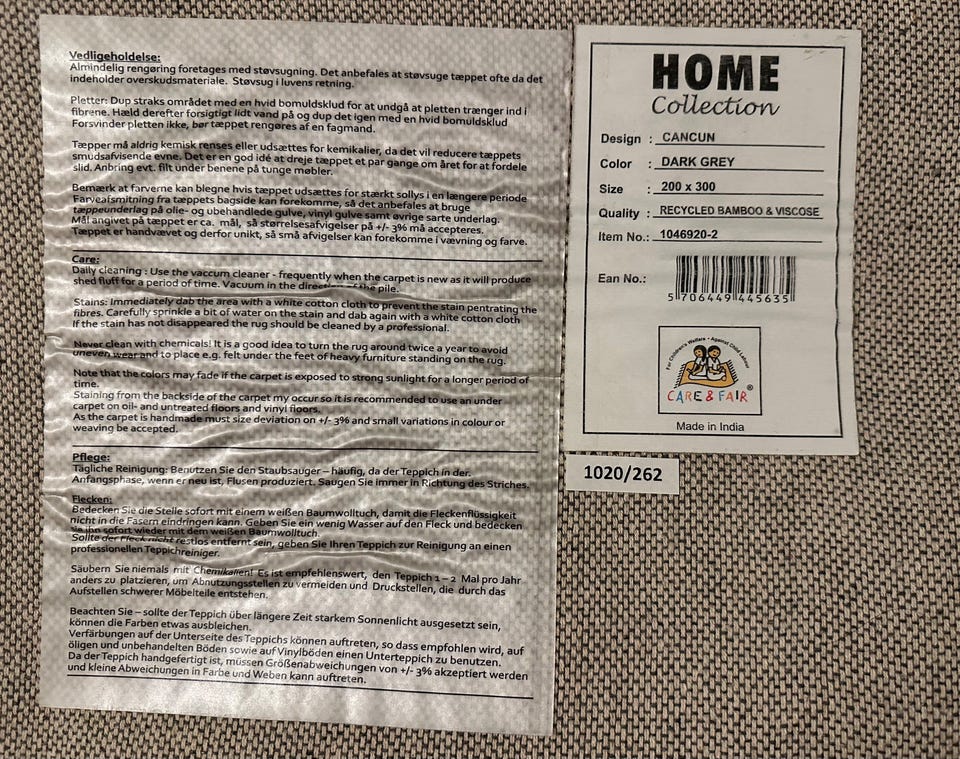 Vedligeholdelse:
Almindelig rengøring foretages med støvsugning. Det anbefales at støvsuge tæppet ofte da det
indeholder overskudsmateriale. Støvsug i luvens retning.
Pletter: Dup straks området med en hvid bomuldsklud for at undgå at pletten trænger ind i
fibrene. Hæld derefter forsigtigt lidt vand på og dup det igen med en hvid bomuldsklud
Forsvinder pletten ikke, bør tæppet rengøres af en fagmand.
Tæpper må aldrig kemisk renses eller udsættes for kemikalier, da det vil reducere tæppets
smudsafvisende evne. Det er en god idé at dreje tæppet et par gange om året for at fordele
slid. Anbring evt. filt under benene på tunge møbler.
Bemærk at farverne kan blegne hvis tæppet udsættes for stærkt sollys i en længere periode
Farveafsmitning fra tæppets bagside kan forekomme, så det anbefales at bruge
tæppeunderlag på olie- og ubehandlede gulve, vinyl gulve samt øvrige sarte underlag.
Mål angivet på tæppet er ca. mål, så størrelsesafvigelser på +/- 3% må accepteres.
Tæppet er håndvævet og derfor unikt, så små afvigelser kan forekomme i vævning og farve.
Care:
Daily cleaning : Use the vaccum cleaner - frequently when the carpet is new as it will produce
shed fluff for a period of time. Vacuum in the direction of the pile.
Stains: Immediately dab the area with a white cotton cloth to prevent the stain pentrating the
fibres. Carefully sprinkle a bit of water on the stain and dab again with a white cotton cloth
If the stain has not disappeared the rug should be cleaned by a professional.
Never clean with chemicals! It is a good idea to turn the rug around twice a year to avoid
uneven wear and to place e.g. felt under the feet of heavy furniture standing on the rug.
Note that the colors may fade if the carpet is exposed to strong sunlight for a longer period of
time.
Staining from the backside of the carpet my occur so it is recommended to use an under
carpet on oil- and untreated floors and vinyl floors.
As the carpet is handmade must size deviation on +/- 3% and small variations in colour or
weaving be accepted.
Pflege:
Tägliche Reinigung: Benutzen Sie den Staubsauger – häufig, da der Teppich in der.
Anfangsphase, wenn er neu ist, Flusen produziert. Saugen Sie immer in Richtung des Striches.
Flecken:
Bedecken Sie die Stelle sofort mit einem weißen Baumwolltuch, damit die Fleckenflüssigkeit
nicht in die Fasern eindringen kann. Geben Sie ein wenig Wasser auf den Fleck und bedecken
Sie ihn sofort wieder mit dem weißen Baumwolltuch.
Sollte der Fleck nicht restlos entfernt sein, geben Sie Ihren Teppich zur Reinigung an einen
professionellen Teppichreiniger.
Säubern Sie niemals mit Chemikalien! Es ist empfehlenswert, den Teppich 1 – 2 Mal pro Jahr
anders zu platzieren, um Abnutzungsstellen zu vermeiden und Druckstellen, die durch das
Aufstellen schwerer Möbelteile entstehen.
Beachten Sie – sollte der Teppich über längere Zeit starkem Sonnenlicht ausgesetzt sein,
können die Farben etwas ausbleichen.
Verfärbungen auf der Unterseite des Teppichs können auftreten, so dass empfohlen wird, auf
öligen und unbehandelten Böden sowie auf Vinylböden einen Unterteppich zu benutzen.
Da der Teppich handgefertigt ist, müssen Größenabweichungen von +/- 3% akzeptiert werden
und kleine Abweichungen in Farbe und Weben kann auftreten.
HOME
Collection
Design : CANCUN
Color : DARK GREY
Size : 200 x 300
Quality : RECYCLED BAMBOO & VISCOSE
Item No.: 1046920-2
Ean No.:
5 706449 445635
For Children's Welfare • Against Child Labour
CARE & FAIR ®
Made in India
1020/262